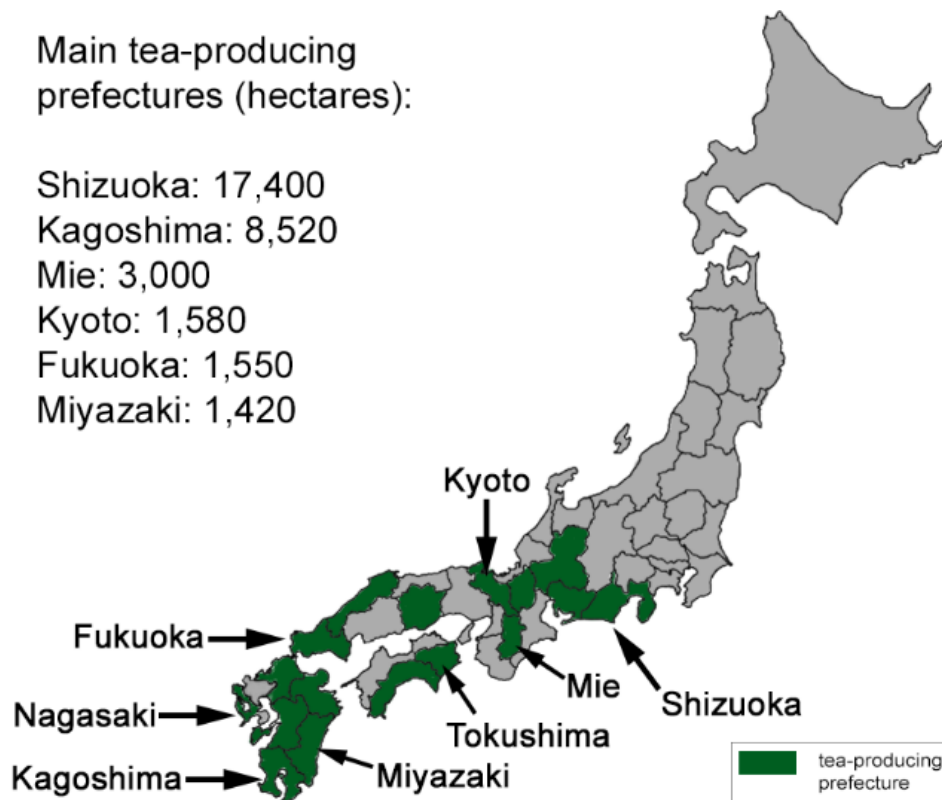 Main tea-producing
prefectures (hectares):
Shizuoka: 17,400
Kagoshima: 8,520
Mie: 3,000
Kyoto: 1,580
Fukuoka: 1,550
Miyazaki: 1,420
Kyoto
Fukuoka
Mie
Shizuoka
Nagasaki
Tokushima
Kagoshima
Miyazaki
tea-producing
prefecture